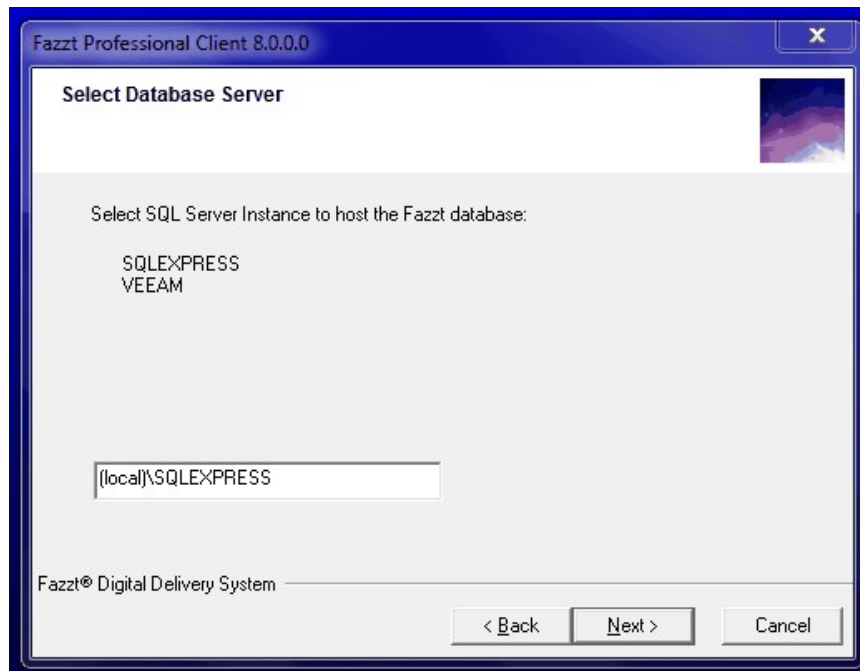 Fazzt Professional Client 8.0.0.0
Select Database Server
Select SQL Server Instance to host the Fazzt database:
SQLEXPRESS
VEEAM
(local)\SQLEXPRESS
Fazzt® Digital Delivery System
< Back
Next >
Cancel